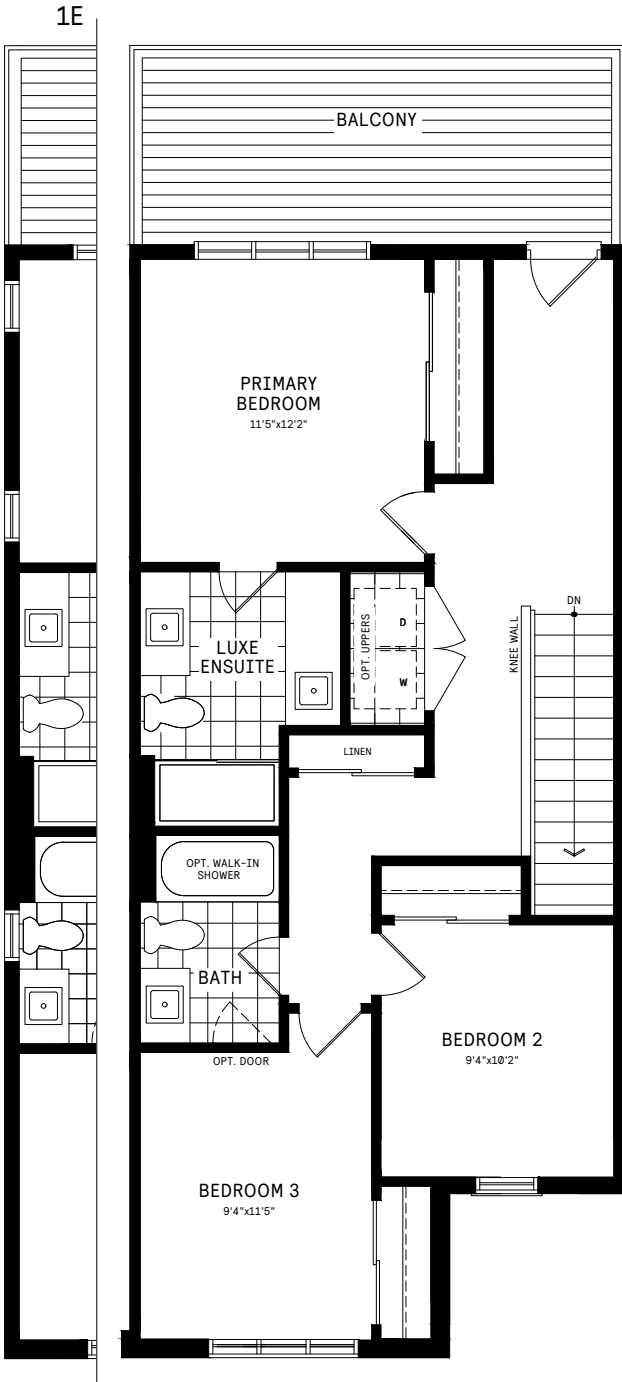 1E
BALCONY
PRIMARY
BEDROOM
11'5"x12'2"
LUXE
ENSUITE
OPT. UPPERS
D
W
KNEE WALL
DN
LINEN
OPT. WALK-IN
SHOWER
BATH
OPT. DOOR
BEDROOM 2
9'4"x10'2"
BEDROOM 3
9'4"x11'5"